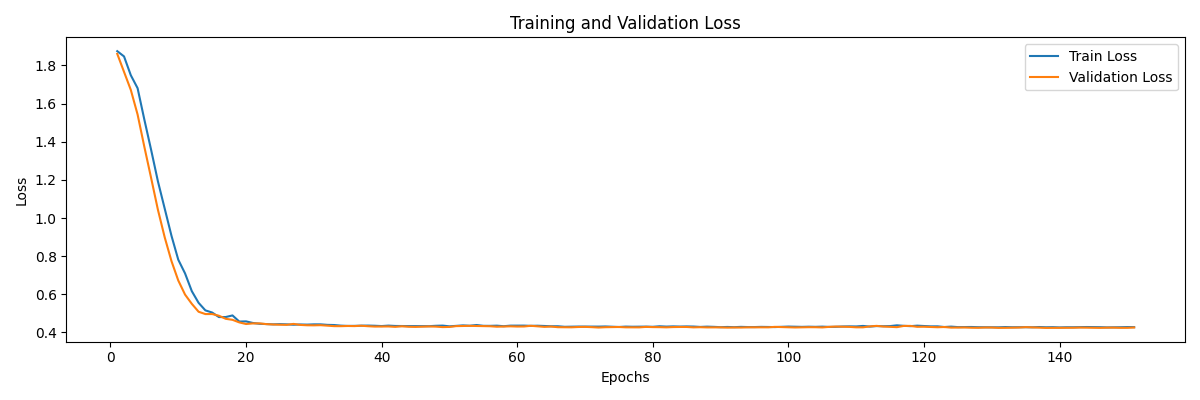 Training and Validation Loss
Train Loss
Validation Loss
Loss
1.8
1.6
1.4
1.2
1.0
0.8
0.6
0.4
0 20 40 60 80 100 120 140
Epochs